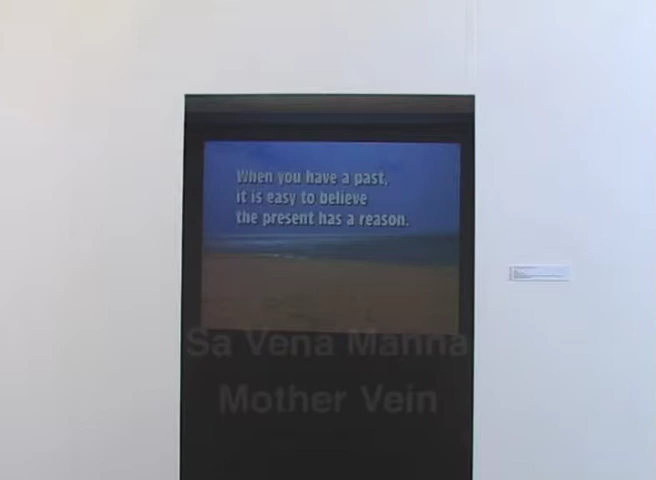 When you have a past,
it is easy to believe
the present has a reason.
Sa Vena Manna
Mother Vein